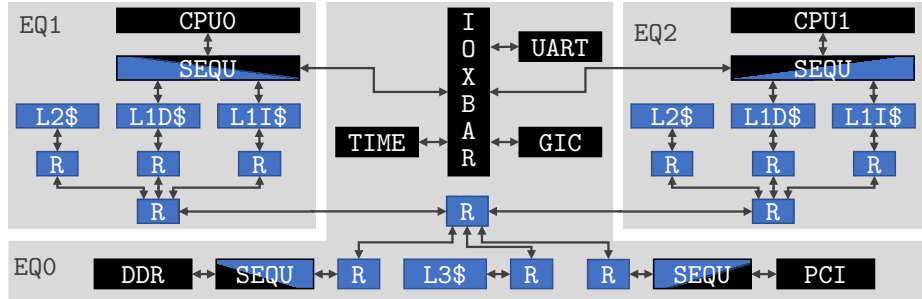 EQ1
CPU0
SEQU
L2$
L1D$
L1I$
R
R
R
R
IOXBAR
UART
TIME
GIC
R
EQ2
CPU1
SEQU
L2$
L1D$
L1I$
R
R
R
R
EQ0
DDR
SEQU
R
L3$
R
R
SEQU
PCI